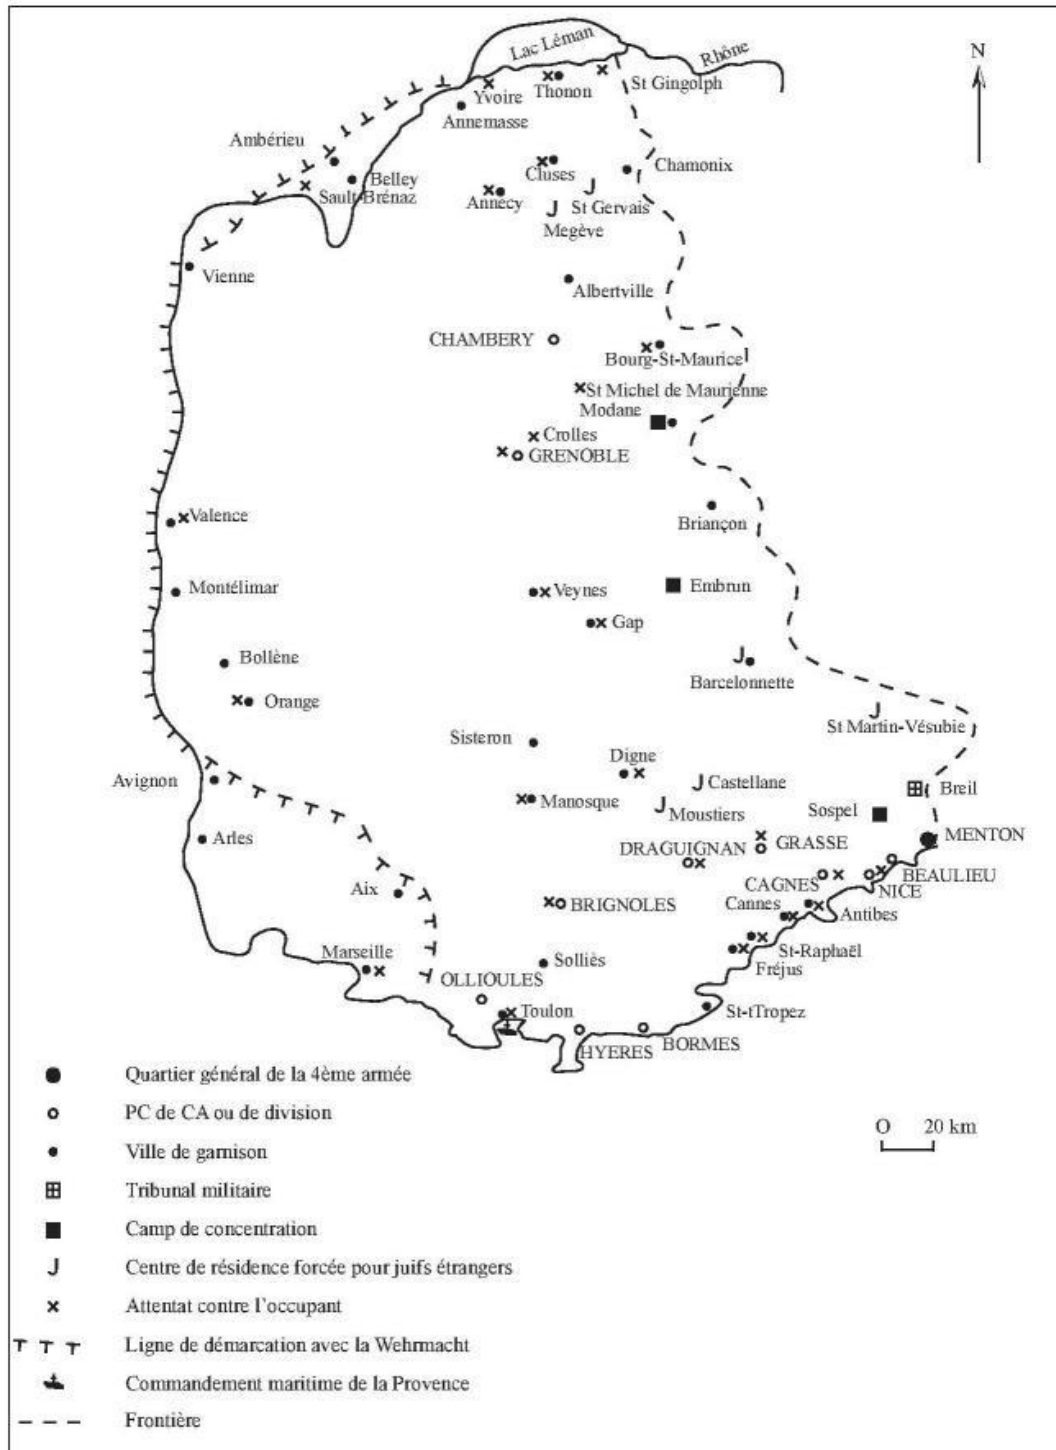 Lac Léman
Rhône
N
St Gingolph
Thonon
Yvoire
Annemasse
Ambérieu
Belley
Sault-Brénaz
Cluses
Chamonix
Annecy
St Gervais
Megève
Vienne
Albertville
CHAMBERY
Bourg-St-Maurice
St Michel de Maurienne
Modane
Crolles
GRENOBLE
Valence
Briançon
Montélimar
Veynes
Embrun
Gap
Bollène
Barcelonnette
Orange
St Martin-Vésubie
Sisteron
Digne
Avignon
Castellane
Breil
Manosque
Moustiers
Sospel
Arles
MENTON
GRASSE
DRAGUIGNAN
BEAULIEU
CAGNES
NICE
Aix
Cannes
BRIGNOLES
Antibes
Marseille
St-Raphaël
Solliès
Fréjus
OLLIOULES
Toulon
St-tTropez
HYERES
BORMES
Quartier général de la 4ème armée
PC de CA ou de division
O 20 km
Ville de garnison
Tribunal militaire
Camp de concentration
J Centre de résidence forcée pour juifs étrangers
Attentat contre l'occupant
Ligne de démarcation avec la Wehrmacht
Commandement maritime de la Provence
Frontière